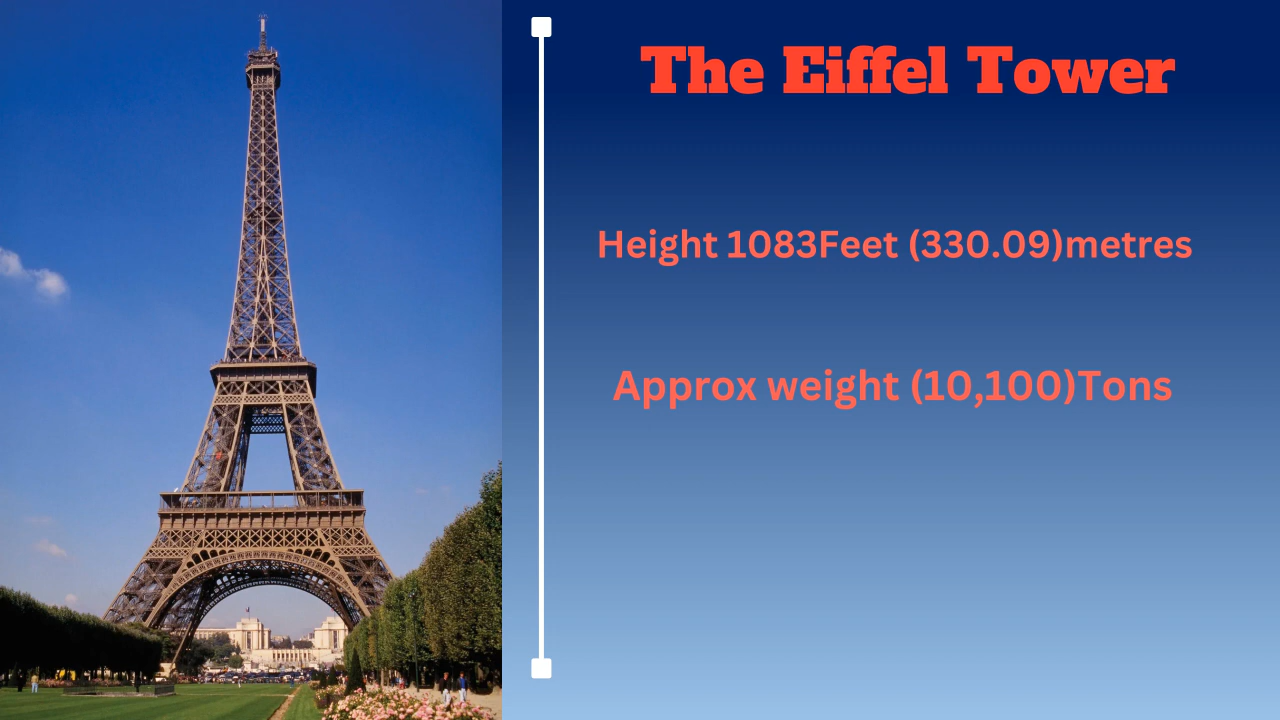 The Eiffel Tower
Height 1083Feet (330.09)metres
Approx weight (10,100)Tons